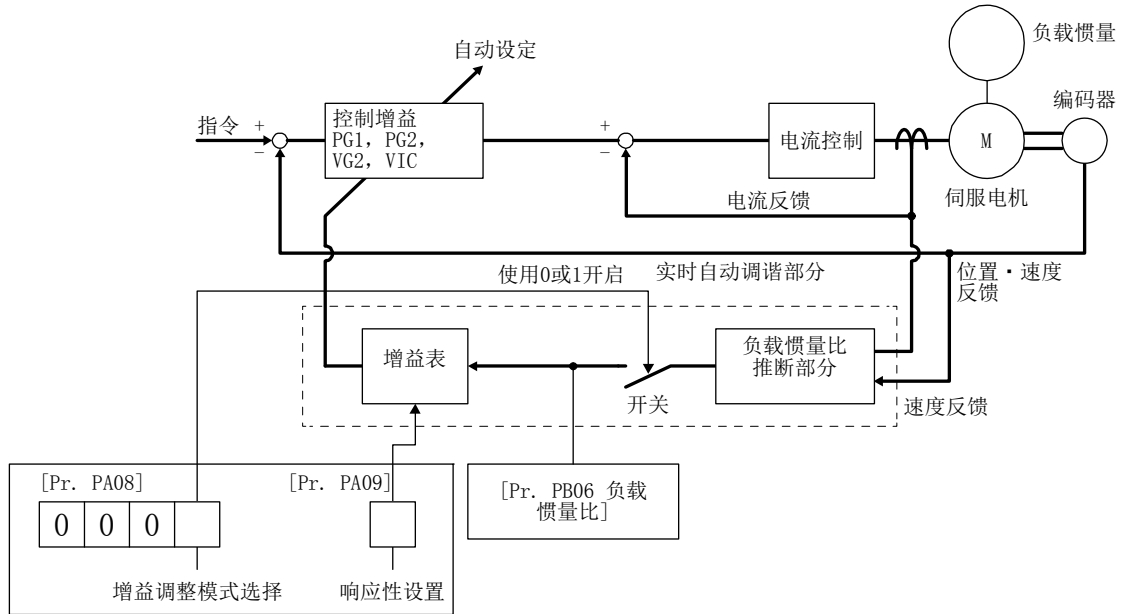 负载惯量
自动设定
编码器
指令
+
−
控制增益
PG1, PG2,
VG2, VIC
+
−
电流控制
M
电流反馈
伺服电机
使用0或1开启
实时自动调谐部分
位置·速度
反馈
增益表
负载惯量比
推断部分
开关
速度反馈
[Pr. PA08]
[Pr. PA09]
[Pr. PB06 负载
惯量比]
0 0 0
增益调整模式选择
响应性设置